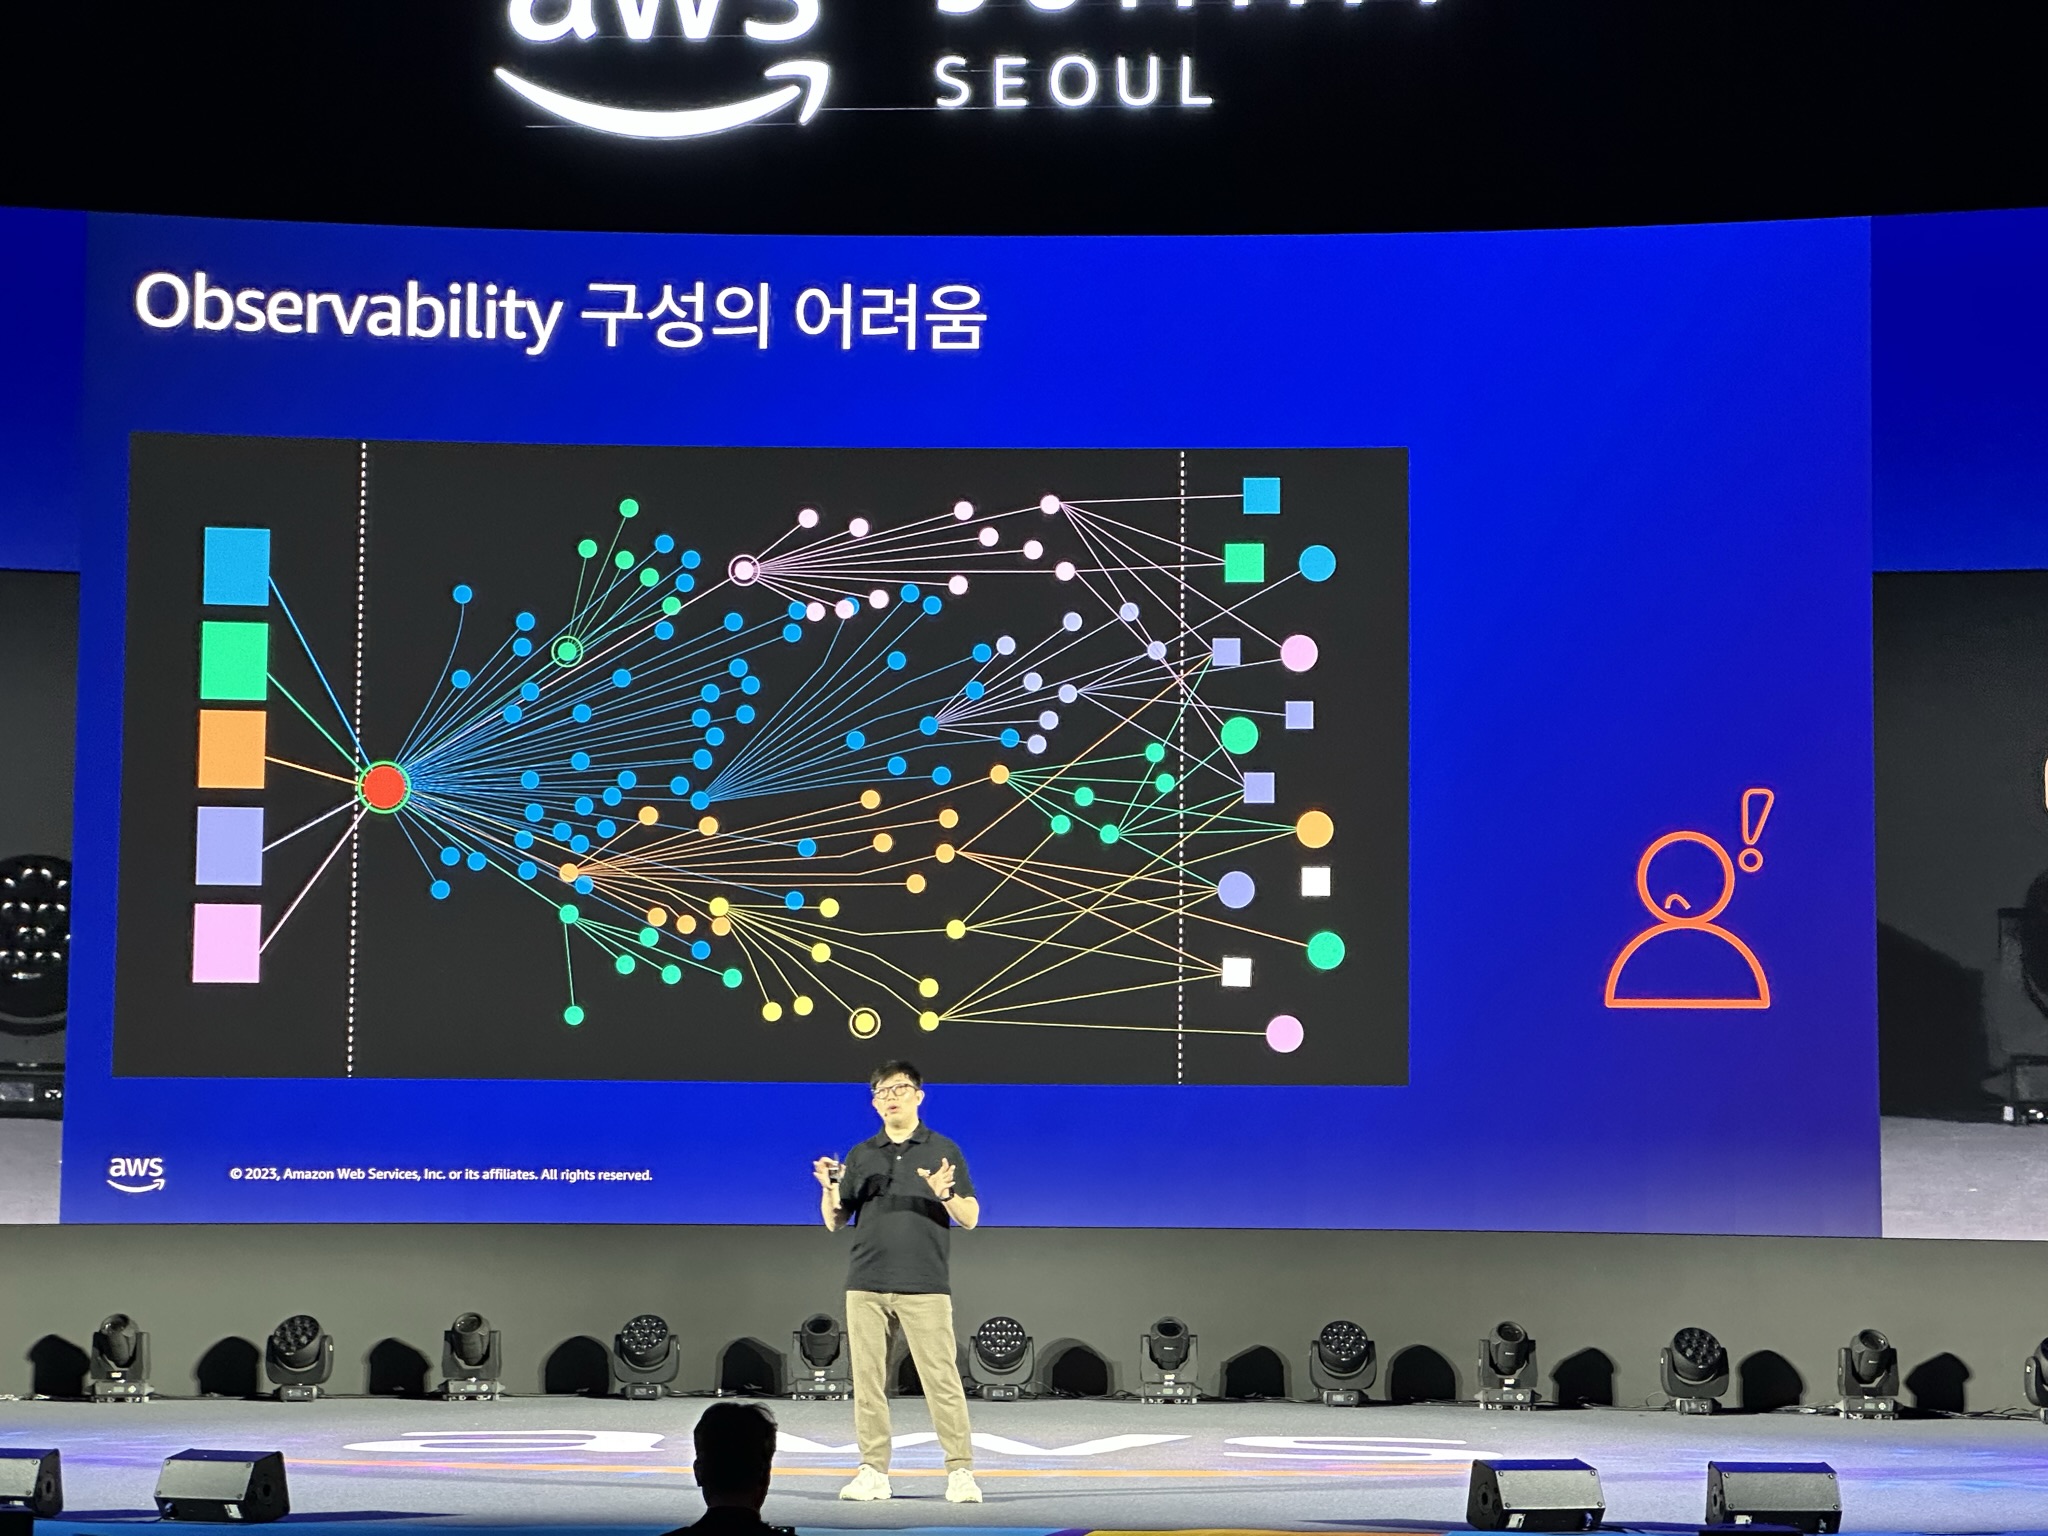 aws
SEOUL
Observability 구성의 어려움
aws
© 2023, Amazon Web Services, Inc. or its affiliates. All rights reserved.
aws